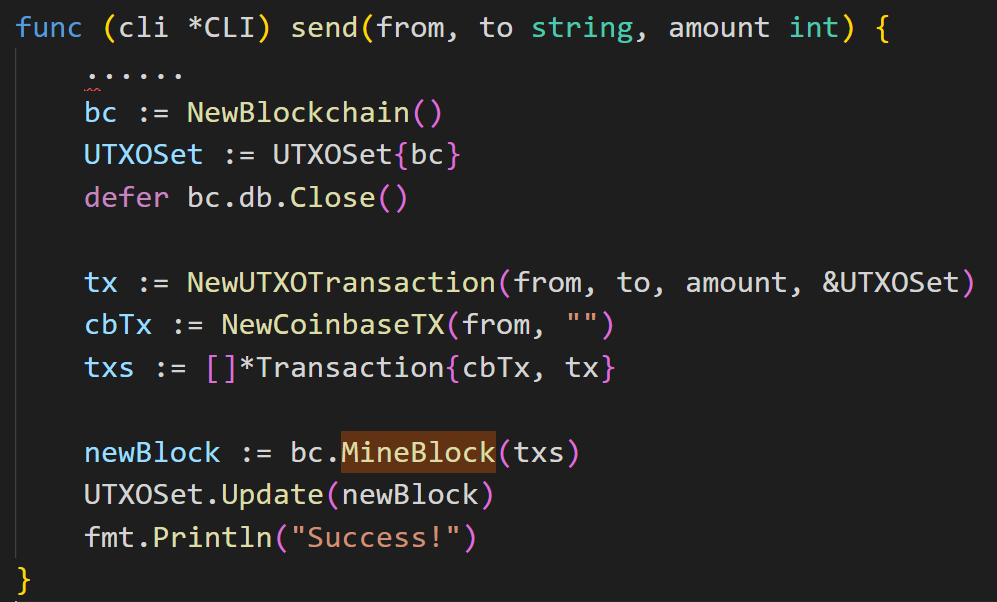 func (cli *CLI) send(from, to string, amount int) {
    ......
    bc := NewBlockchain()
    UTXOSet := UTXOSet{bc}
    defer bc.db.Close()

    tx := NewUTXOTransaction(from, to, amount, &UTXOSet)
    cbTx := NewCoinbaseTX(from, "")
    txs := []*Transaction{cbTx, tx}

    newBlock := bc.MineBlock(txs)
    UTXOSet.Update(newBlock)
    fmt.Println("Success!")
}